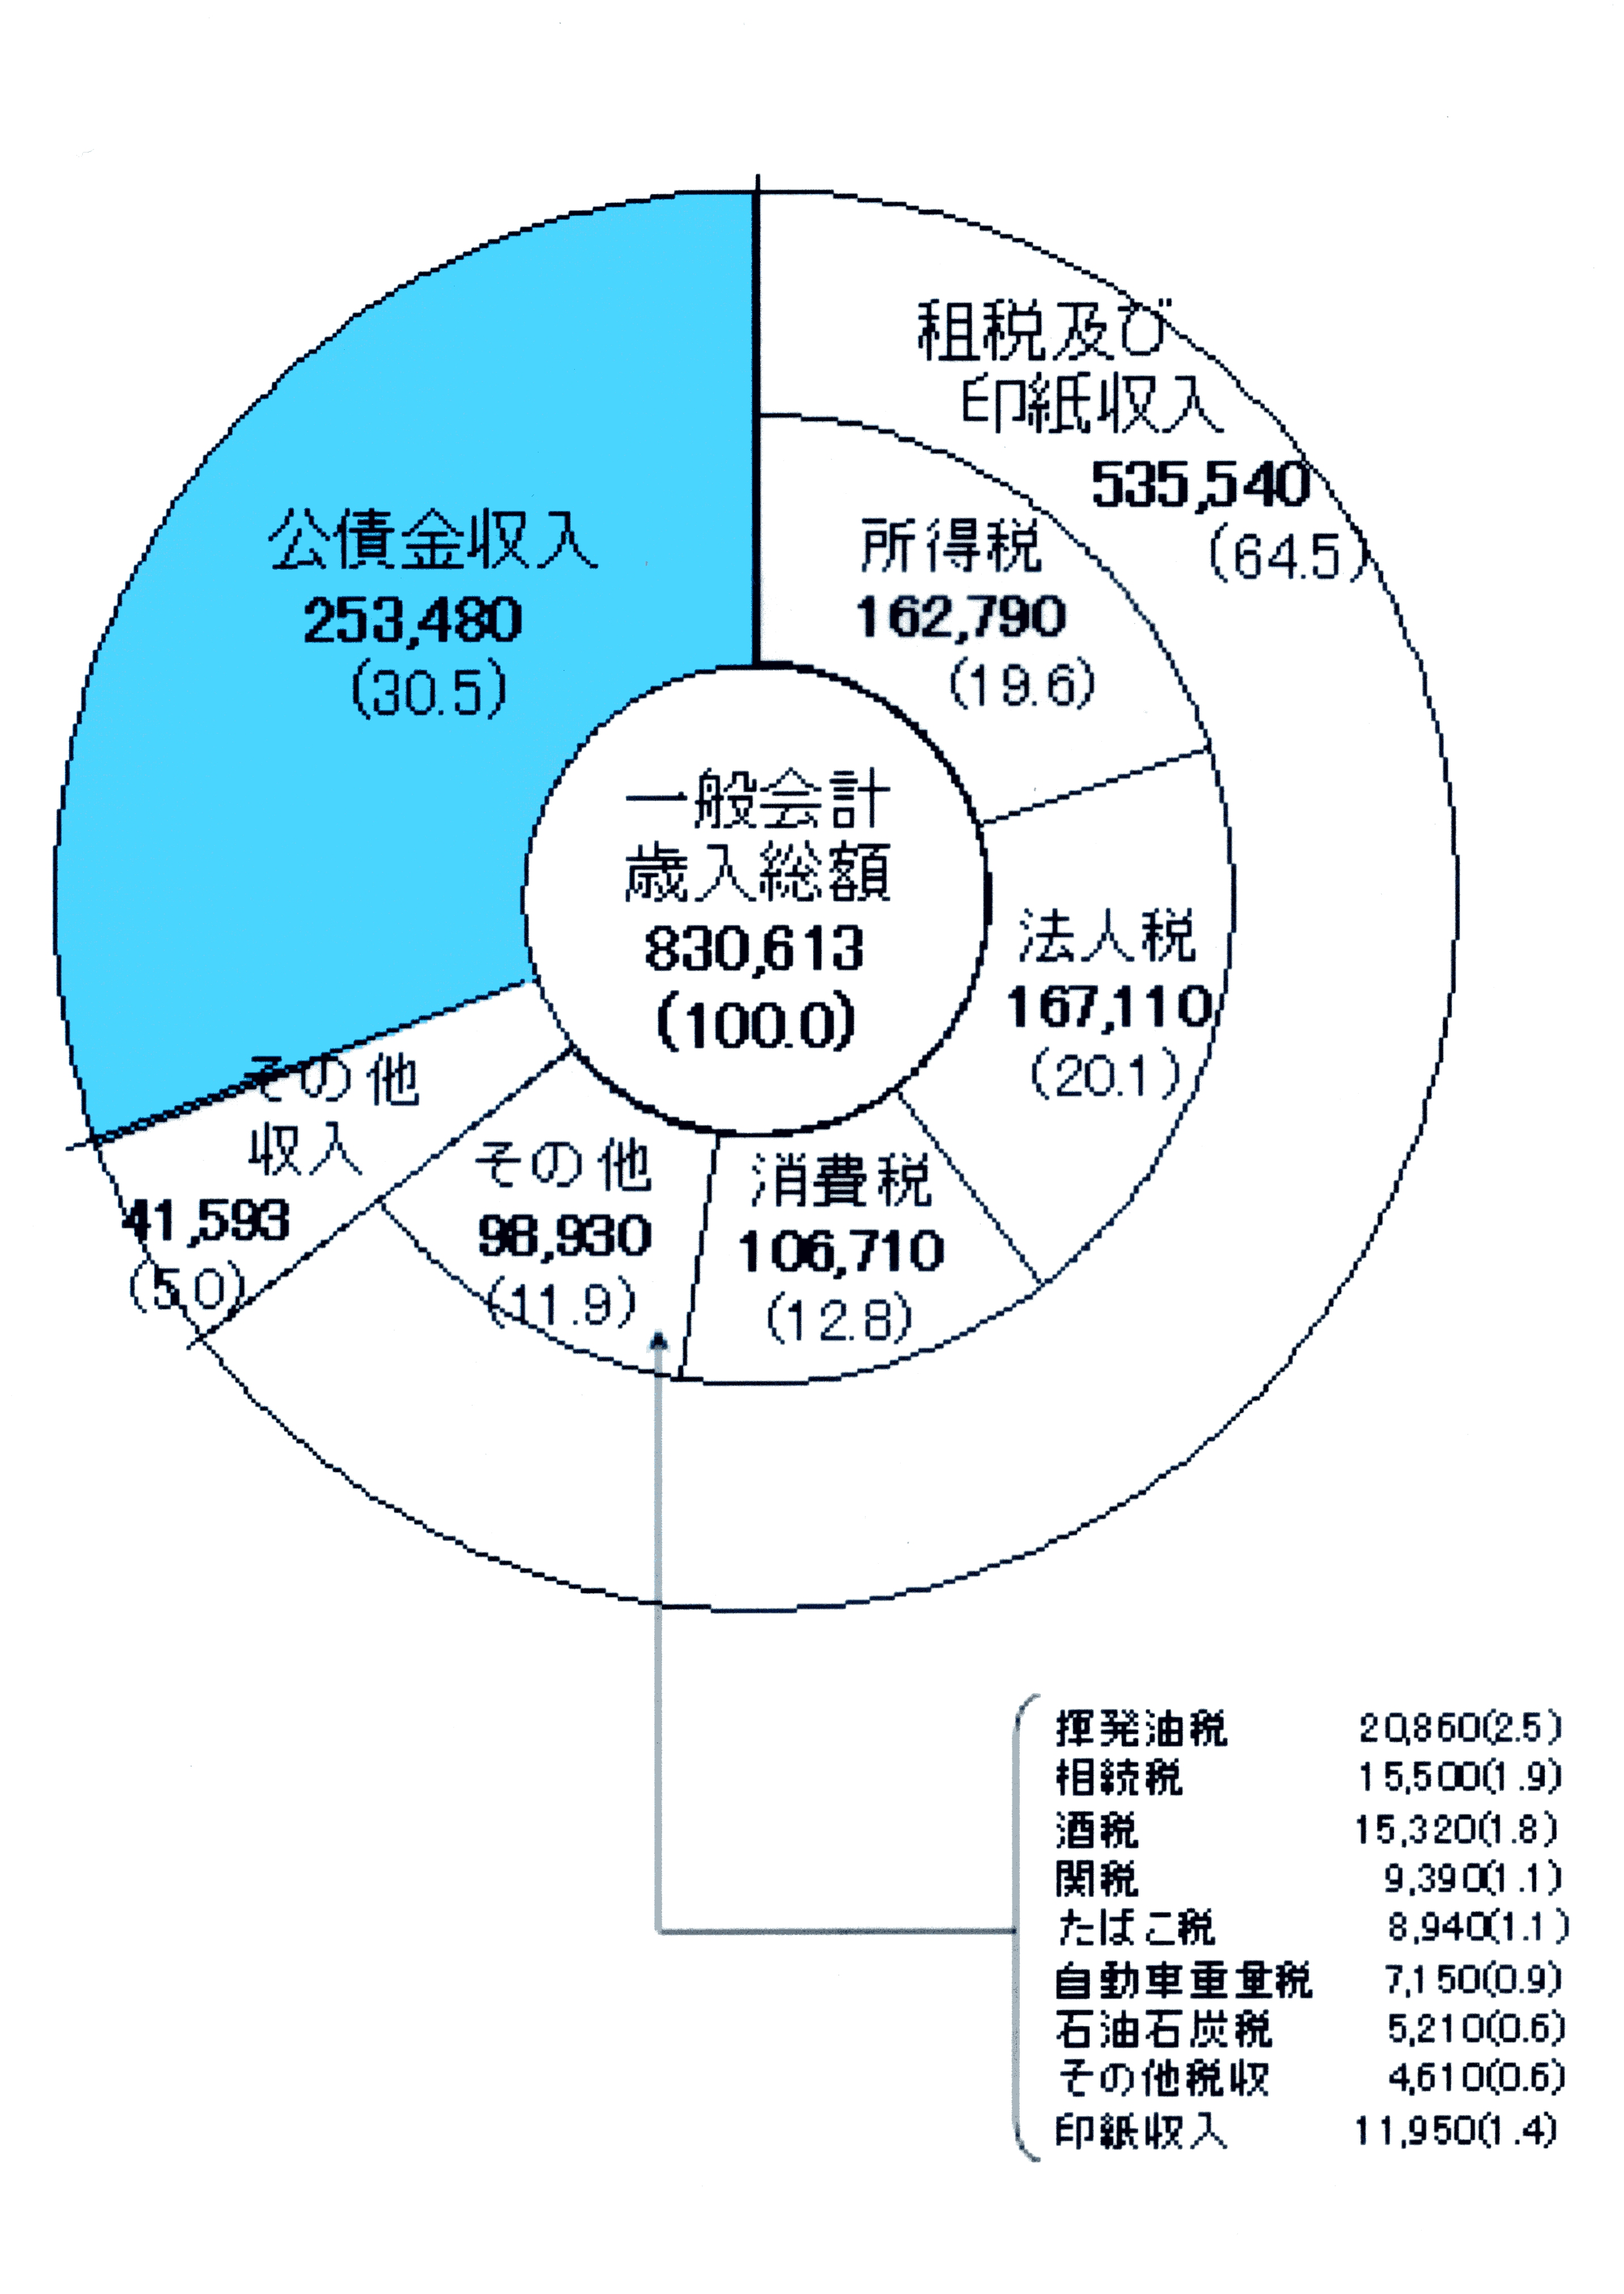 租税及び
印紙収入
535,540
(64.5)
公債金収入
253,480
(30.5)
所得税
162,790
(19.6)
一般会計
歳入総額
830,613
(100.0)
法人税
167,110
(20.1)
その他
収入
41,593
(5.0)
その他
98,930
(11.9)
消費税
106,710
(12.8)
揮発油税 20,860(2.5)
相続税 15,500(1.9)
酒税 15,320(1.8)
関税 9,390(1.1)
たばこ税 8,940(1.1)
自動車重量税 7,150(0.9)
石油石炭税 5,210(0.6)
その他税収 4,610(0.6)
印紙収入 11,950(1.4)